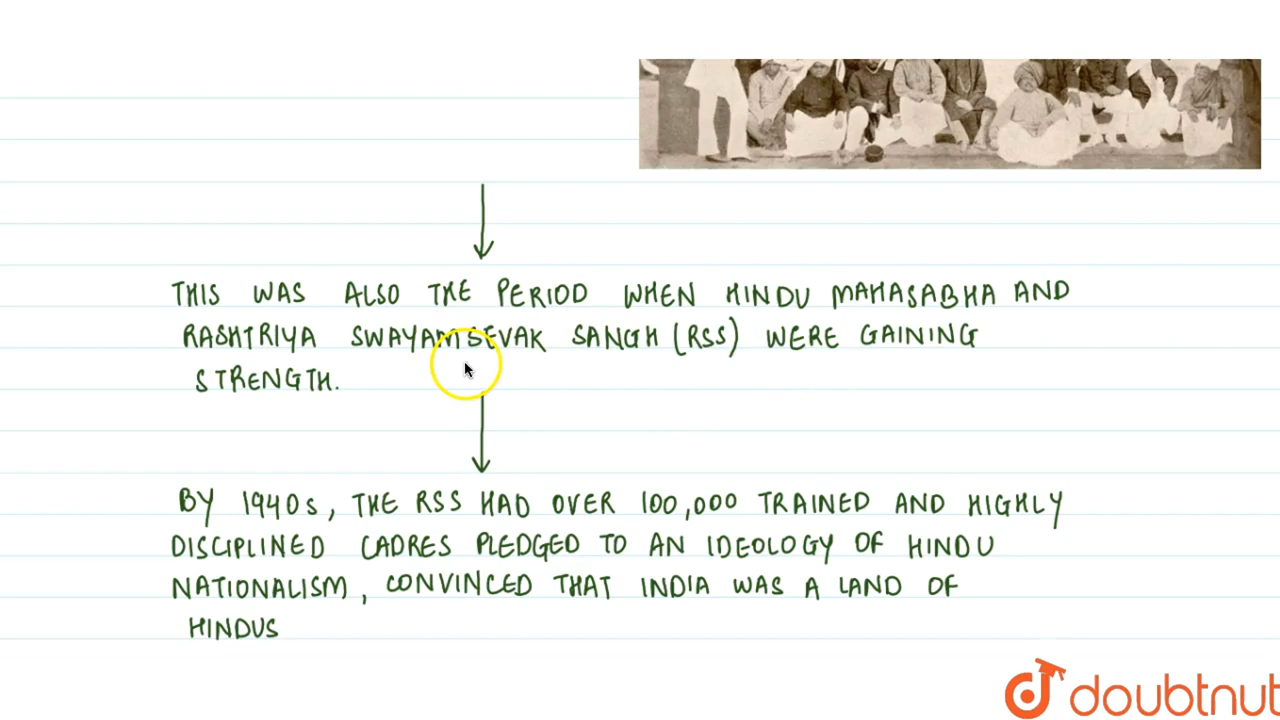 THIS WAS ALSO THE PERIOD WHEN HINDU MAHASABHA AND
RASHTRIYA SWAYAMSEVAK SANGH (RSS) WERE GAINING
STRENGTH.
BY 1940s, THE RSS HAD OVER 100,000 TRAINED AND HIGHLY
DISCIPLINED CADRES PLEDGED TO AN IDEOLOGY OF HINDU
NATIONALISM, CONVINCED THAT INDIA WAS A LAND OF
HINDUS
doubtnut